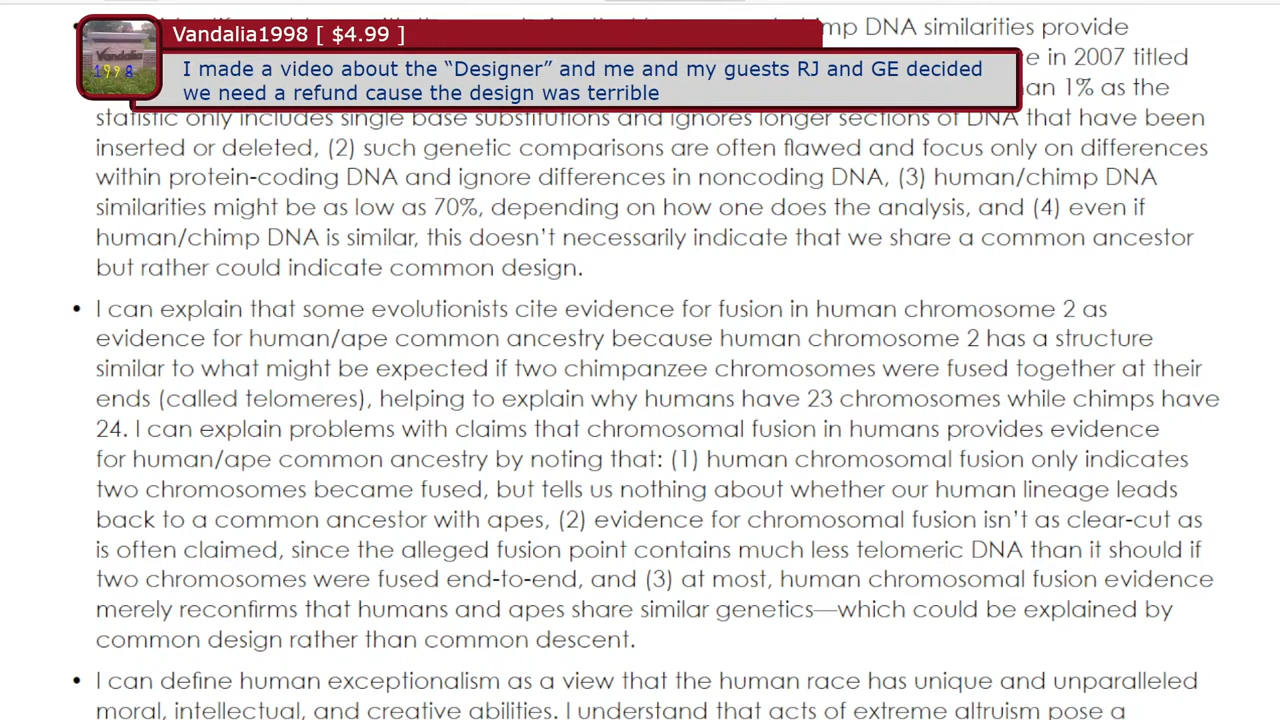 mp DNA similarities provide
Vandalia1998 [ $4.99 ]
e in 2007 titled
I made a video about the “Designer” and me and my guests RJ and GE decided
we need a refund cause the design was terrible
an 1% as the
statistic only includes single base substitutions and ignores longer sections of DNA that have been
inserted or deleted, (2) such genetic comparisons are often flawed and focus only on differences
within protein-coding DNA and ignore differences in noncoding DNA, (3) human/chimp DNA
similarities might be as low as 70%, depending on how one does the analysis, and (4) even if
human/chimp DNA is similar, this doesn’t necessarily indicate that we share a common ancestor
but rather could indicate common design.
• I can explain that some evolutionists cite evidence for fusion in human chromosome 2 as
evidence for human/ape common ancestry because human chromosome 2 has a structure
similar to what might be expected if two chimpanzee chromosomes were fused together at their
ends (called telomeres), helping to explain why humans have 23 chromosomes while chimps have
24. I can explain problems with claims that chromosomal fusion in humans provides evidence
for human/ape common ancestry by noting that: (1) human chromosomal fusion only indicates
two chromosomes became fused, but tells us nothing about whether our human lineage leads
back to a common ancestor with apes, (2) evidence for chromosomal fusion isn’t as clear-cut as
is often claimed, since the alleged fusion point contains much less telomeric DNA than it should if
two chromosomes were fused end-to-end, and (3) at most, human chromosomal fusion evidence
merely reconfirms that humans and apes share similar genetics—which could be explained by
common design rather than common descent.
• I can define human exceptionalism as a view that the human race has unique and unparalleled
moral, intellectual, and creative abilities. I understand that acts of extreme altruism pose a